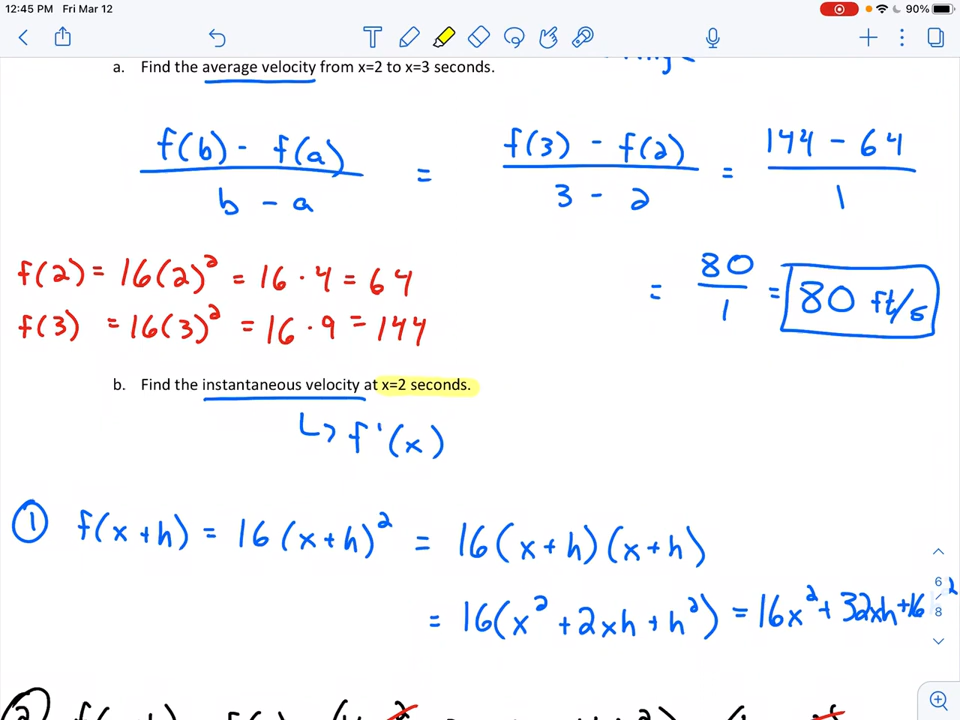 12:45 PM Fri Mar 12
90%
a. Find the average velocity from x=2 to x=3 seconds.
f(b) - f(a) / b - a = f(3) - f(2) / 3 - 2 = 144 - 64 / 1
f(2) = 16(2)² = 16 · 4 = 64
= 80 / 1 = 80 ft/s
f(3) = 16(3)² = 16 · 9 = 144
b. Find the instantaneous velocity at x=2 seconds.
↳ f'(x)
① f(x+h) = 16(x+h)² = 16(x+h)(x+h)
= 16(x² + 2xh + h²) = 16x² + 32xh + 16 ²
6
/
8
②